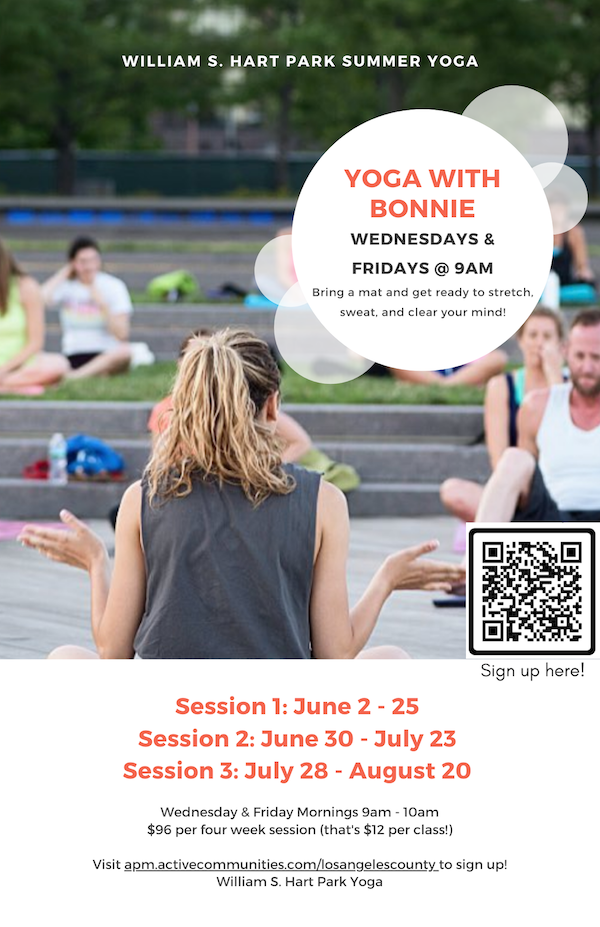 WILLIAM S. HART PARK SUMMER YOGA
YOGA WITH
BONNIE
WEDNESDAYS &
FRIDAYS @ 9AM
Bring a mat and get ready to stretch,
sweat, and clear your mind!
Sign up here!
Session 1: June 2 - 25
Session 2: June 30 - July 23
Session 3: July 28 - August 20
Wednesday & Friday Mornings 9am - 10am
$96 per four week session (that's $12 per class!)
Visit apm.activecommunities.com/losangelescounty to sign up!
William S. Hart Park Yoga